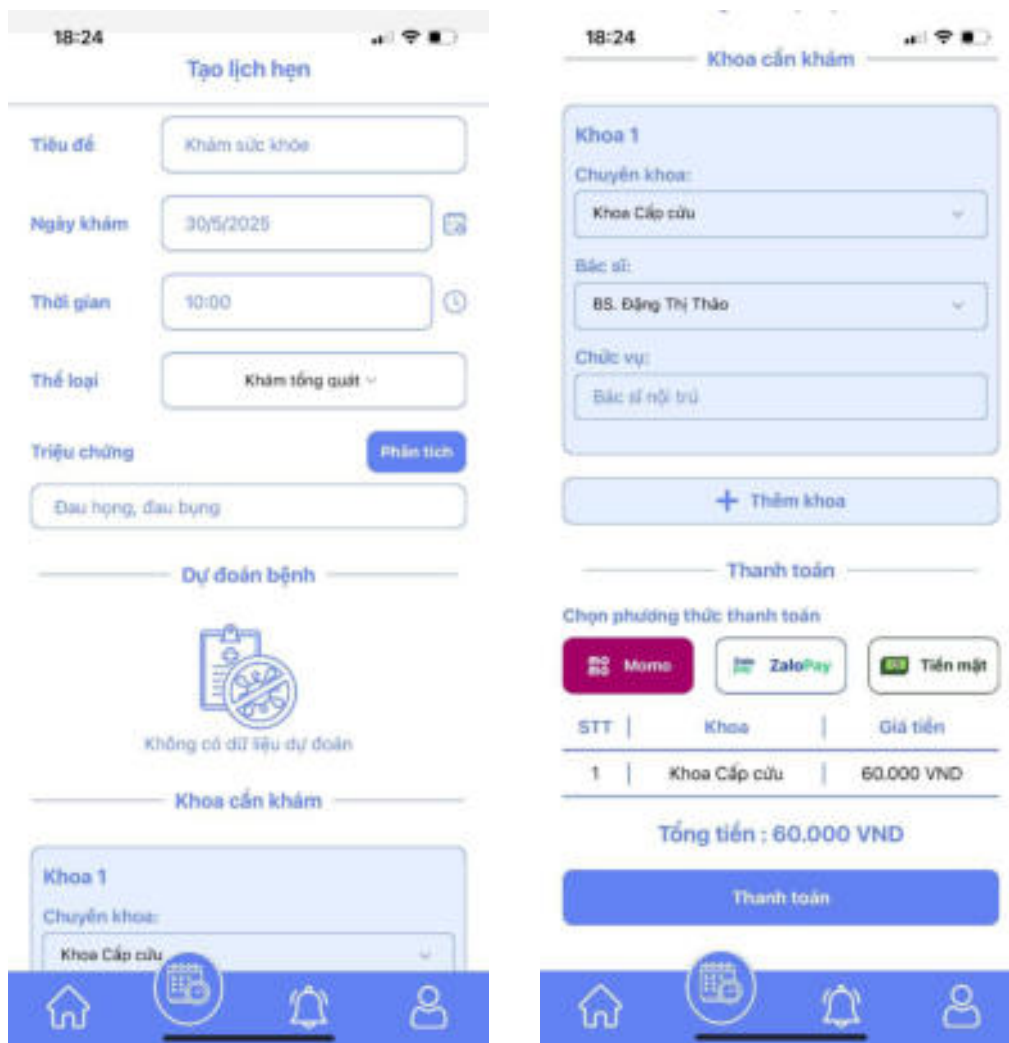 18:24
Tạo lịch hẹn
Tiêu đề
Khám sức khỏe
Ngày khám
30/5/2025
Thời gian
10:00
Thể loại
Khám tổng quát
Triệu chứng
Phân tích
Đau họng, đau bụng
Dự đoán bệnh
Không có dữ liệu dự đoán
Khoa cần khám
Khoa 1
Chuyên khoa:
Khoa Cấp cứu
18:24
Khoa cần khám
Khoa 1
Chuyên khoa:
Khoa Cấp cứu
Bác sĩ:
BS. Đặng Thị Thảo
Chức vụ:
Bác sĩ nội trú
Thêm khoa
Thanh toán
Chọn phương thức thanh toán
mo mo Momo
ZaloPay
Tiền mặt
STT Khoa Giá tiền
1 Khoa Cấp cứu 60.000 VND
Tổng tiền : 60.000 VND
Thanh toán